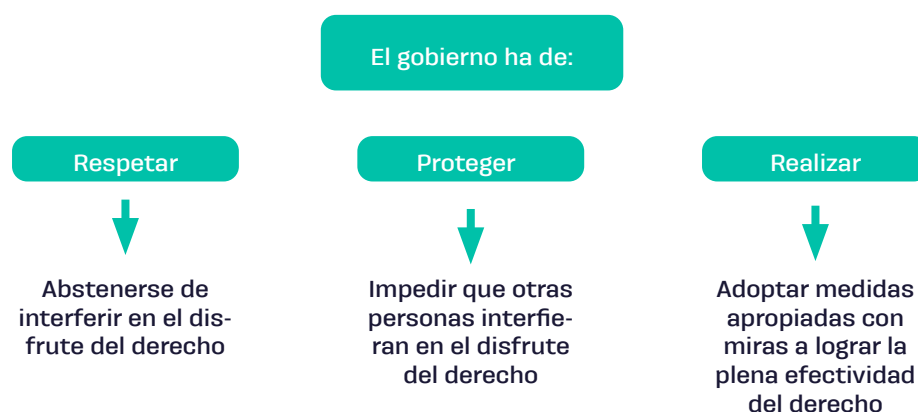 El gobierno ha de:
Respetar
Proteger
Realizar
Abstenerse de
interferir en el dis-
frute del derecho
Impedir que otras
personas interfie-
ran en el disfrute
del derecho
Adoptar medidas
apropiadas con
miras a lograr la
plena efectividad
del derecho